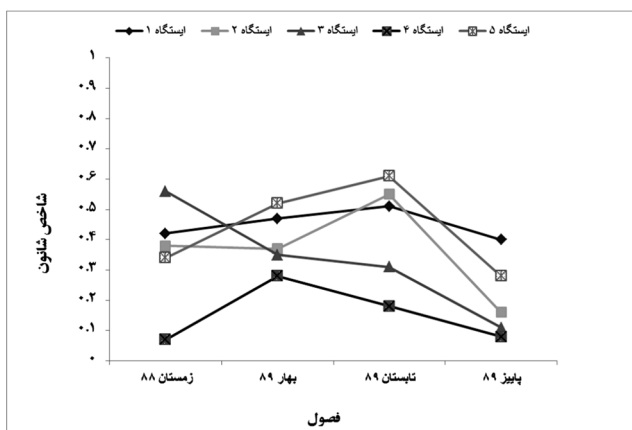 ایستگاه ۱ ایستگاه ۲ ایستگاه ۳ ایستگاه ۴ ایستگاه ۵
۱
۰.۹
۰.۸
۰.۷
۰.۶
۰.۵
۰.۴
۰.۳
۰.۲
۰.۱
۰
شاخص شانون
زمستان ۸۸ بهار ۸۹ تابستان ۸۹ پاییز ۸۹
فصول